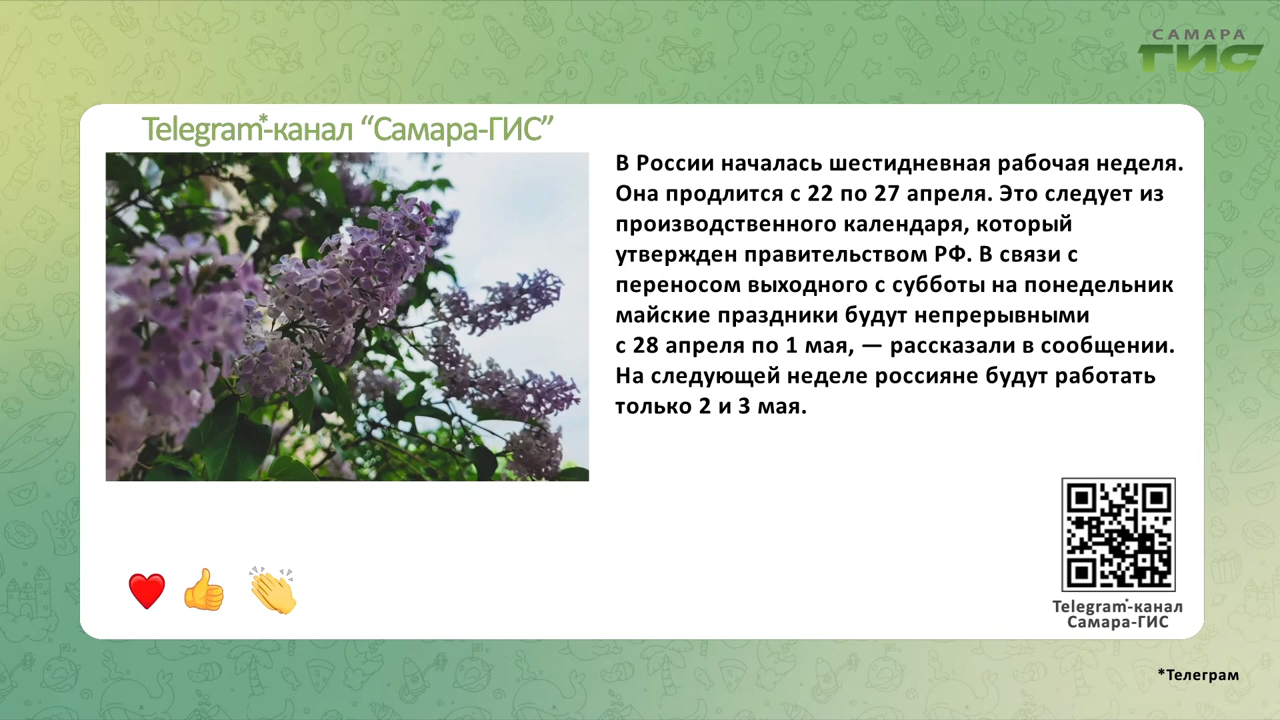 САМАРА
ГИС
Telegram*-канал “Самара-ГИС”
В России началась шестидневная рабочая неделя.
Она продлится с 22 по 27 апреля. Это следует из
производственного календаря, который
утвержден правительством РФ. В связи с
переносом выходного с субботы на понедельник
майские праздники будут непрерывными
с 28 апреля по 1 мая, — рассказали в сообщении.
На следующей неделе россияне будут работать
только 2 и 3 мая.
Telegram*-канал
Самара-ГИС
*Телеграм